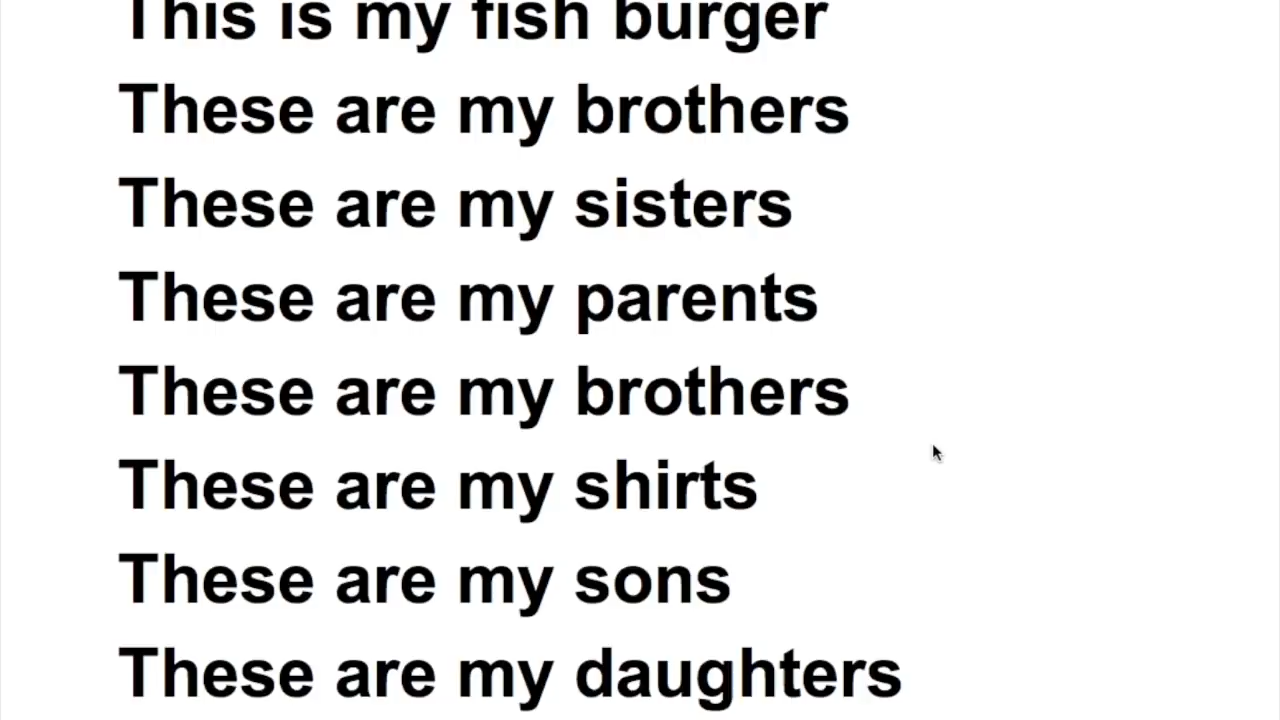 This is my fish burger
These are my brothers
These are my sisters
These are my parents
These are my brothers
These are my shirts
These are my sons
These are my daughters